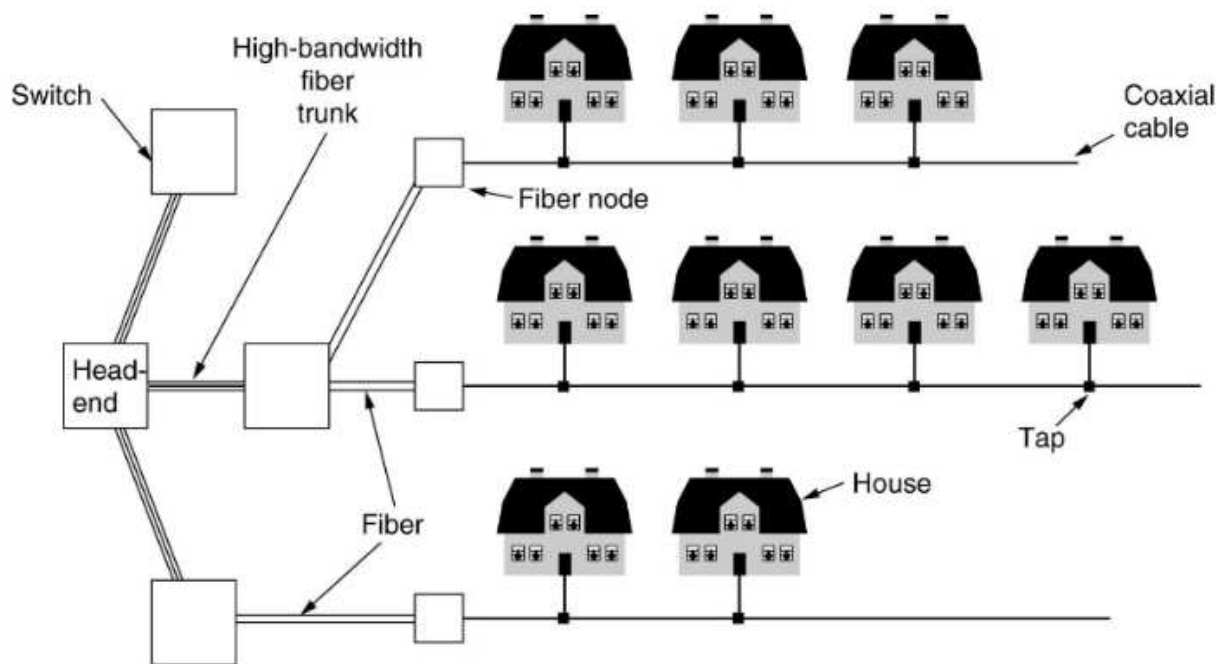 High-bandwidth
fiber
trunk
Switch
Coaxial
cable
Fiber node
Head-
end
Tap
House
Fiber